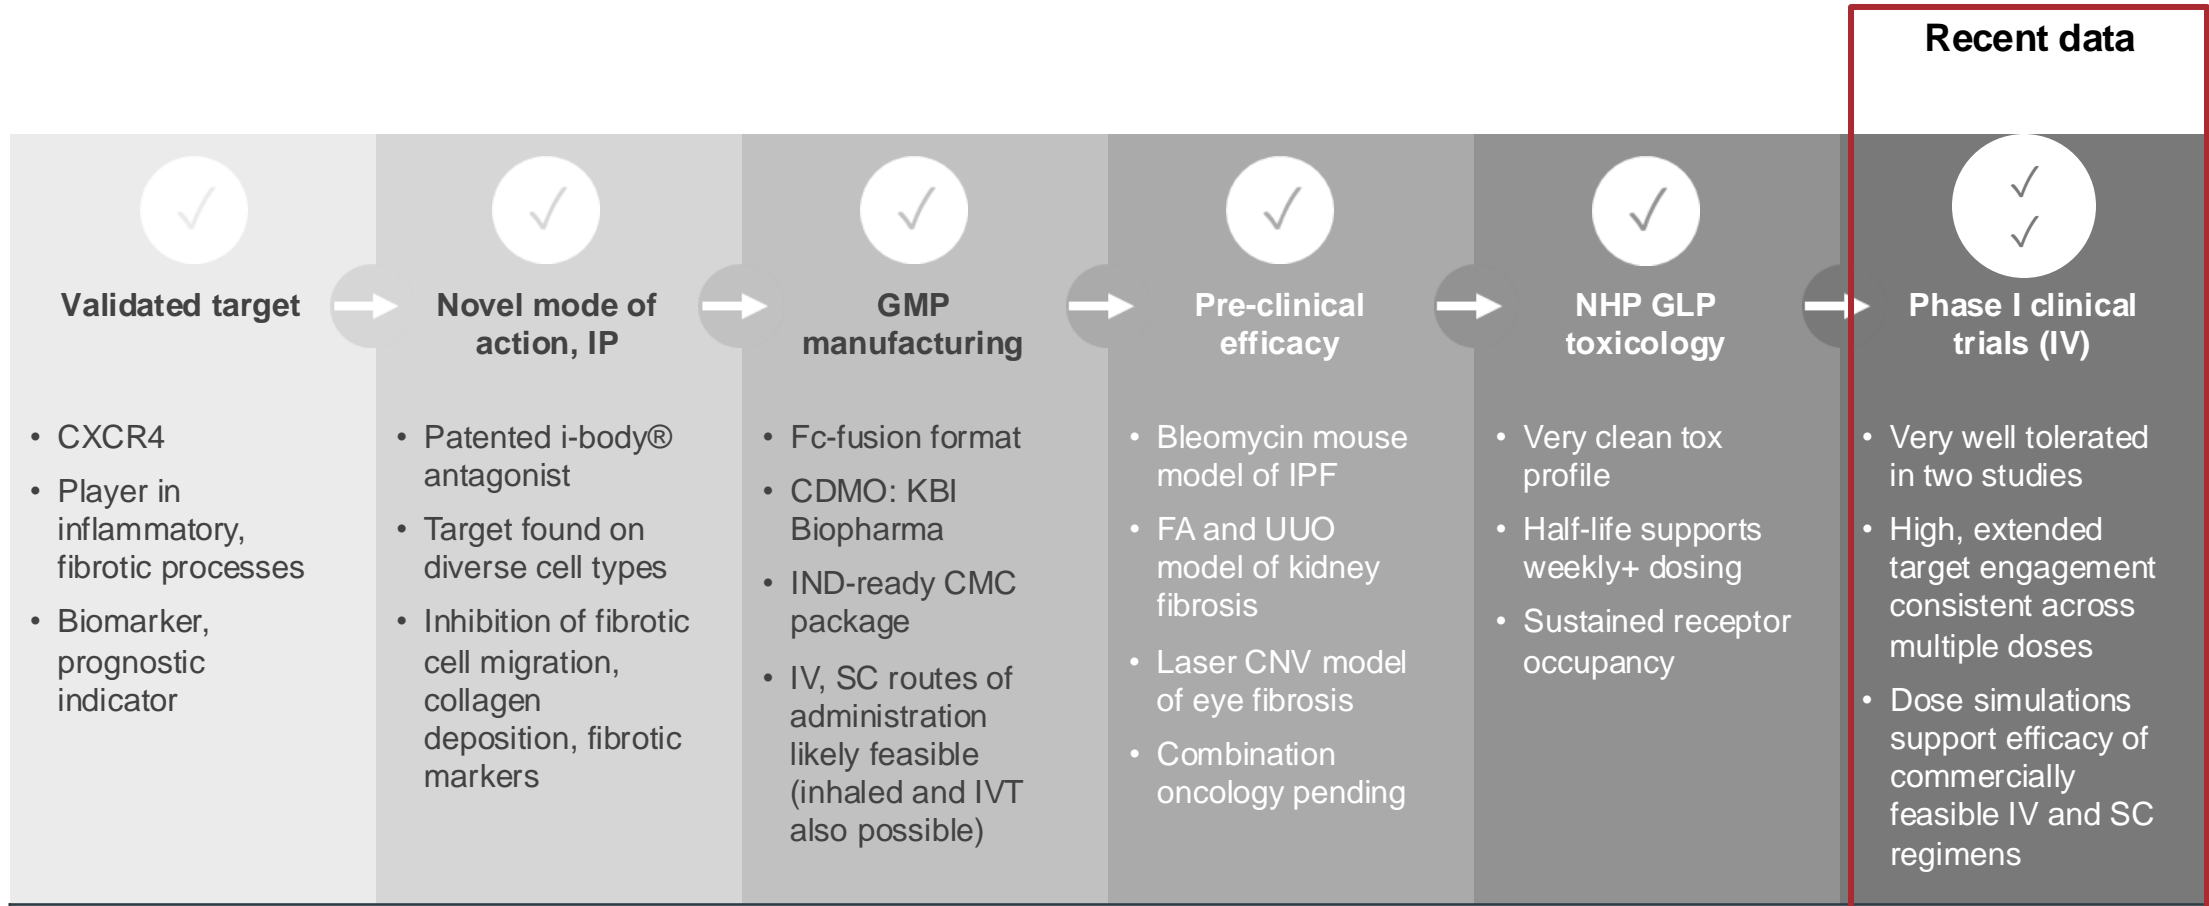 Recent data
Validated target
• CXCR4
• Player in
inflammatory,
fibrotic processes
• Biomarker,
prognostic
indicator
Novel mode of
action, IP
• Patented i-body®
antagonist
• Target found on
diverse cell types
• Inhibition of fibrotic
cell migration,
collagen
deposition, fibrotic
markers
GMP
manufacturing
• Fc-fusion format
• CDMO: KBI
Biopharma
• IND-ready CMC
package
• IV, SC routes of
administration
likely feasible
(inhaled and IVT
also possible)
Pre-clinical
efficacy
• Bleomycin mouse
model of IPF
• FA and UUO
model of kidney
fibrosis
• Laser CNV model
of eye fibrosis
• Combination
oncology pending
NHP GLP
toxicology
• Very clean tox
profile
• Half-life supports
weekly+ dosing
• Sustained receptor
occupancy
Phase I clinical
trials (IV)
• Very well tolerated
in two studies
• High, extended
target engagement
consistent across
multiple doses
• Dose simulations
support efficacy of
commercially
feasible IV and SC
regimens